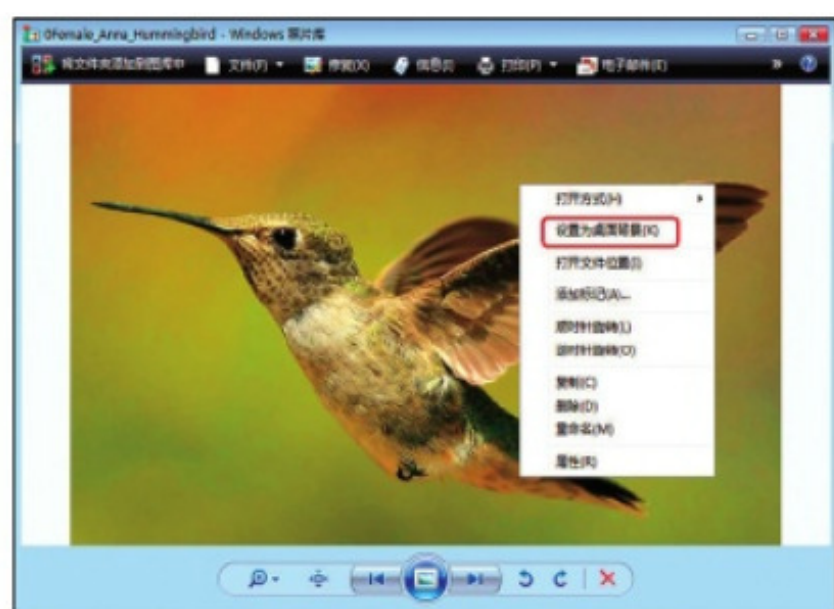 0Female_Anna_Hummingbird - Windows 照片库
将文件夹添加到图库中 文件(F) 修复(X) 信息(I) 打印(P) 电子邮件(E) »
打开方式(H)
设置为桌面背景(K)
打开文件位置(I)
添加标记(A)...
顺时针旋转(L)
逆时针旋转(O)
复制(C)
删除(D)
重命名(M)
属性(R)